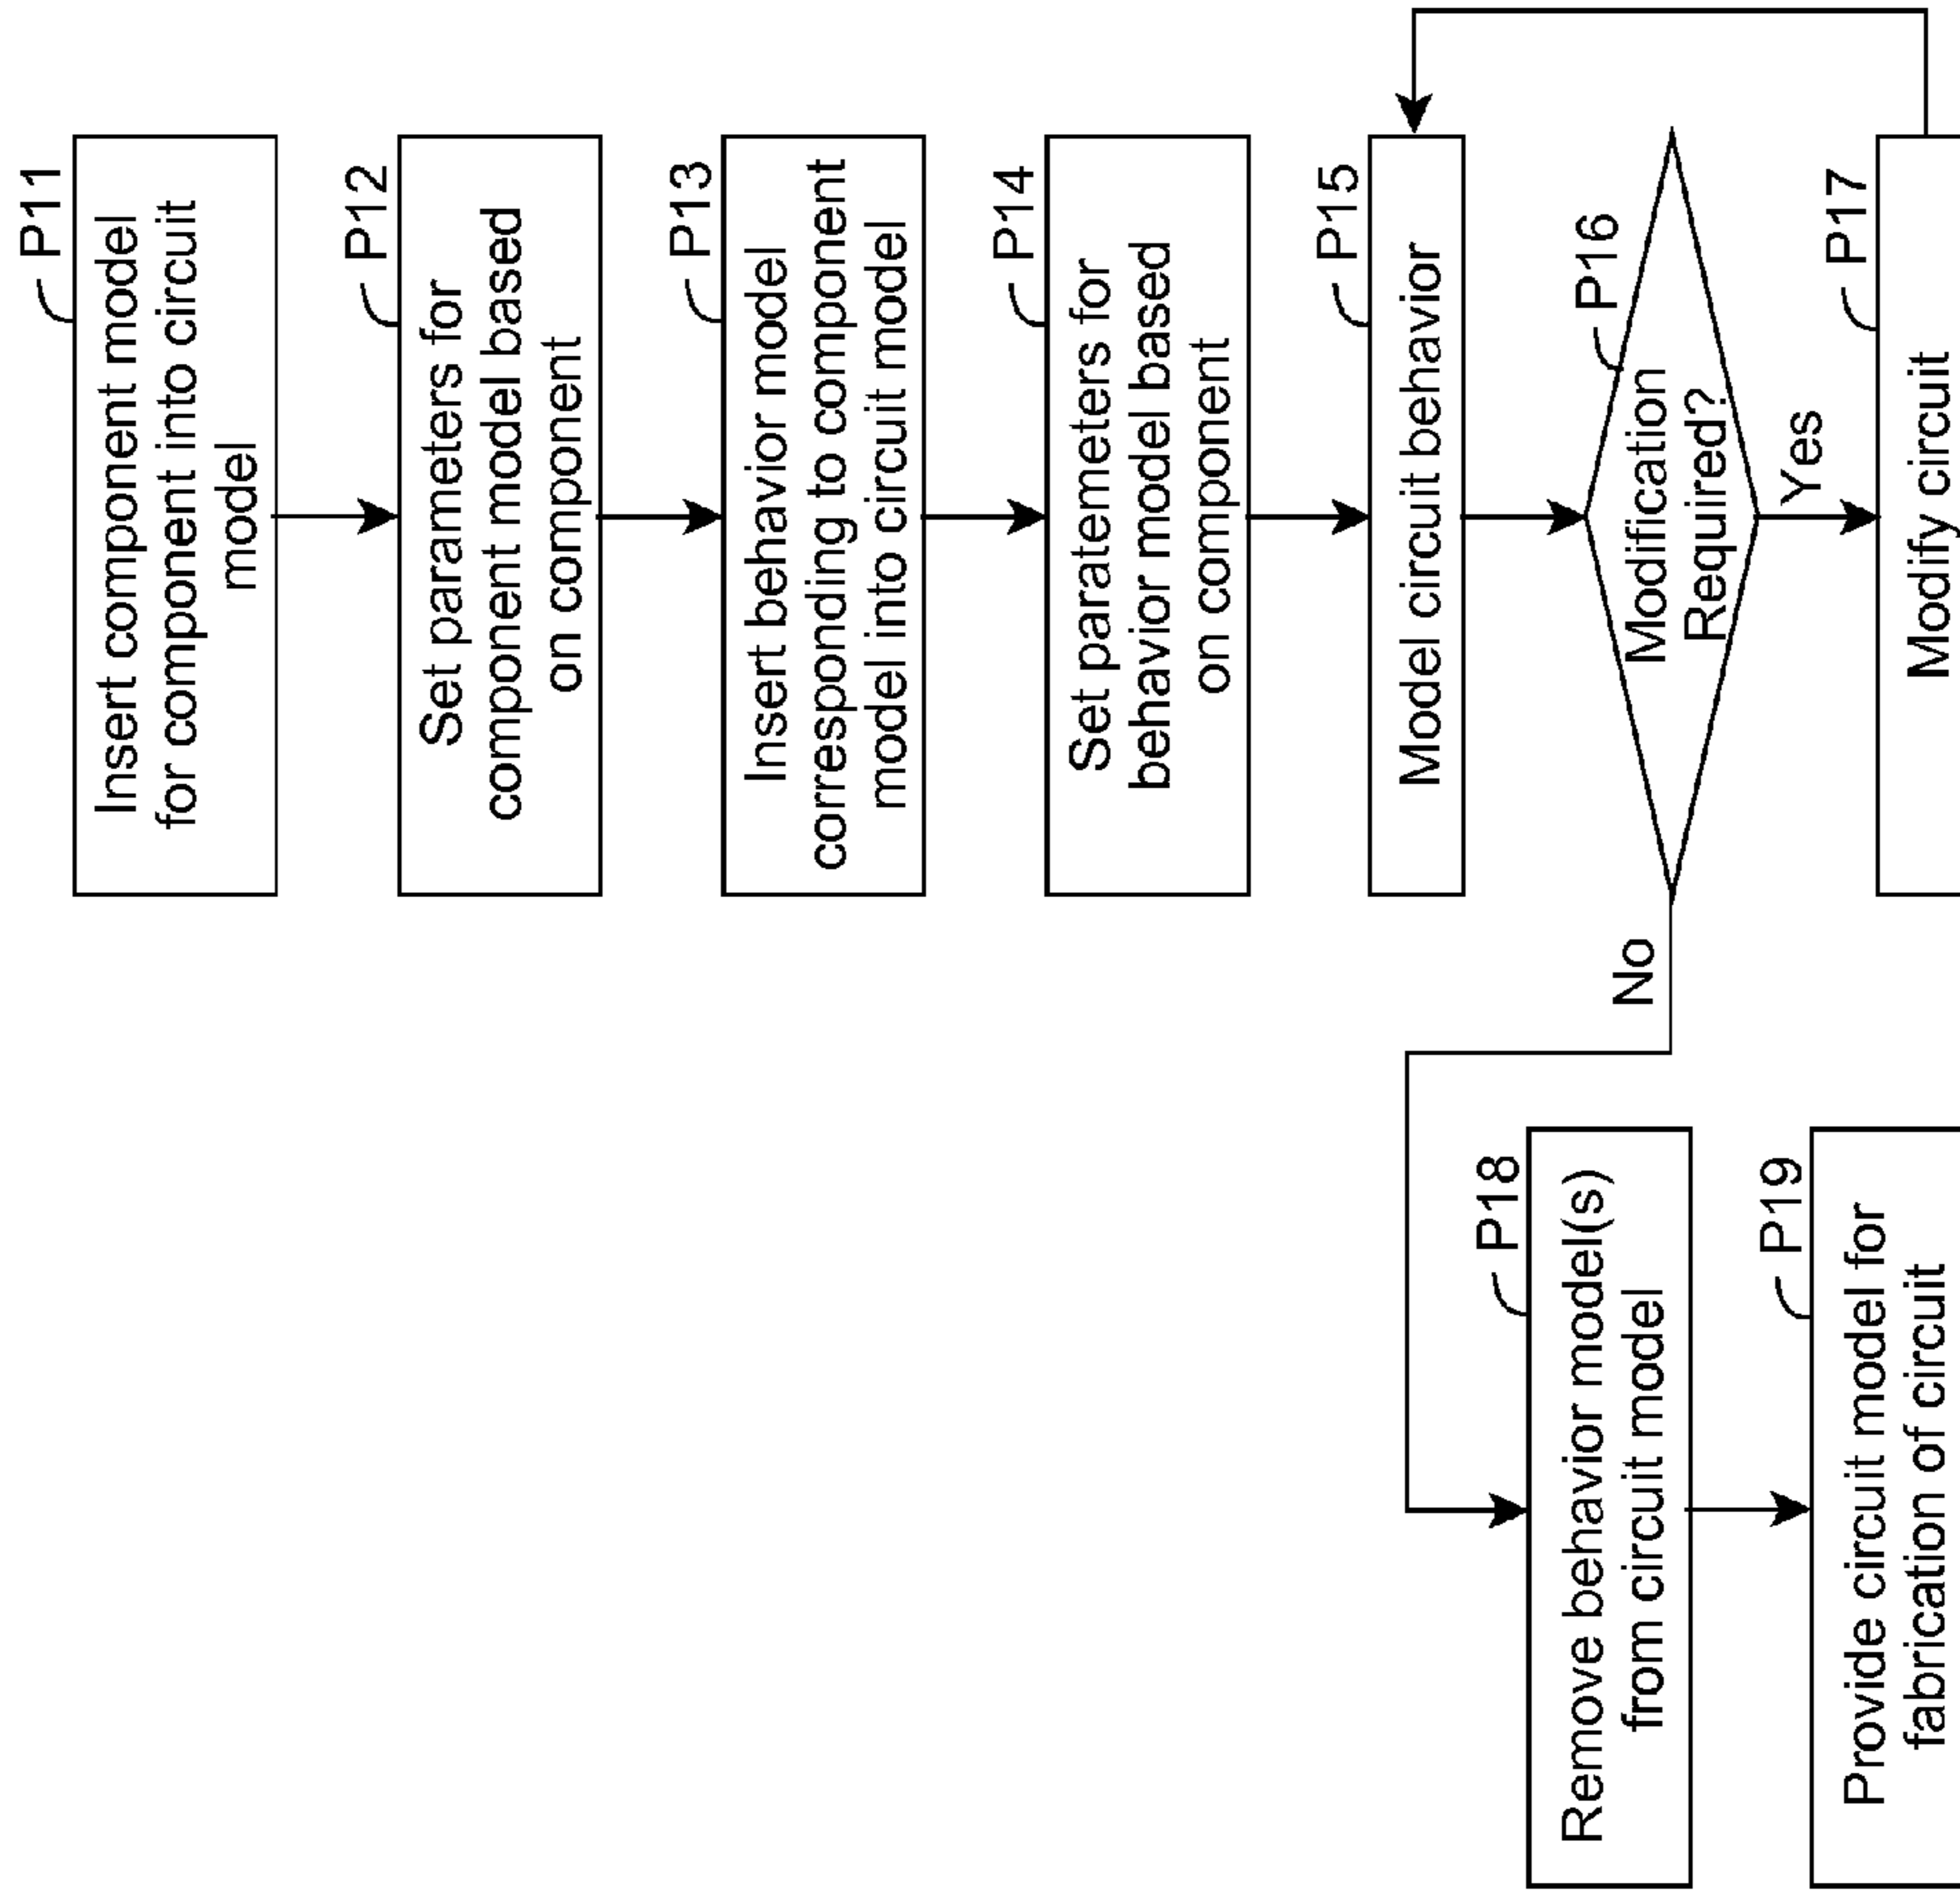 P11
Insert component model
for component into circuit
model
P12
Set parameters for
component model based
on component
P13
Insert behavior model
corresponding to component
model into circuit model
P14
Set paratemeters for
behavior model based
on component
P15
Model circuit behavior
P16
Modification
Required?
Yes
No
P17
Modify circuit
P18
Remove behavior model(s)
from circuit model
P19
Provide circuit model for
fabrication of circuit